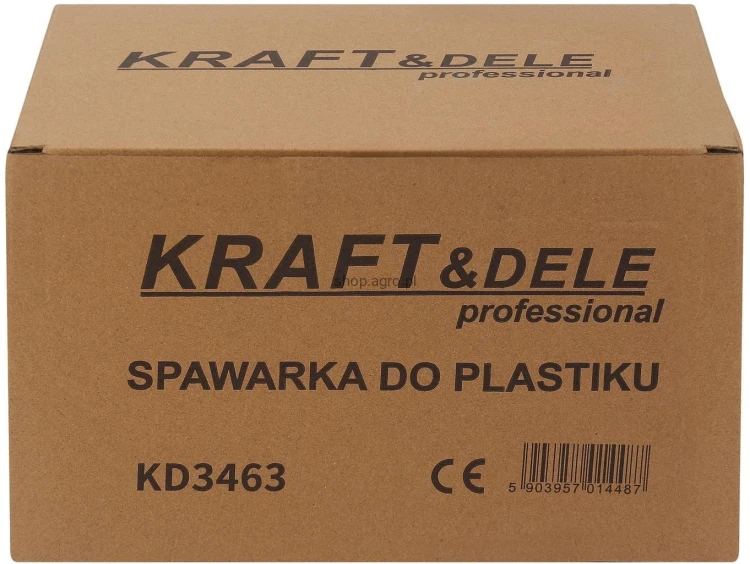 KRAFT&DELE
professional
KRAFT&DELE
shop.agro.pl
professional
SPAWARKA DO PLASTIKU
KD3463
CE
5 903957 014487